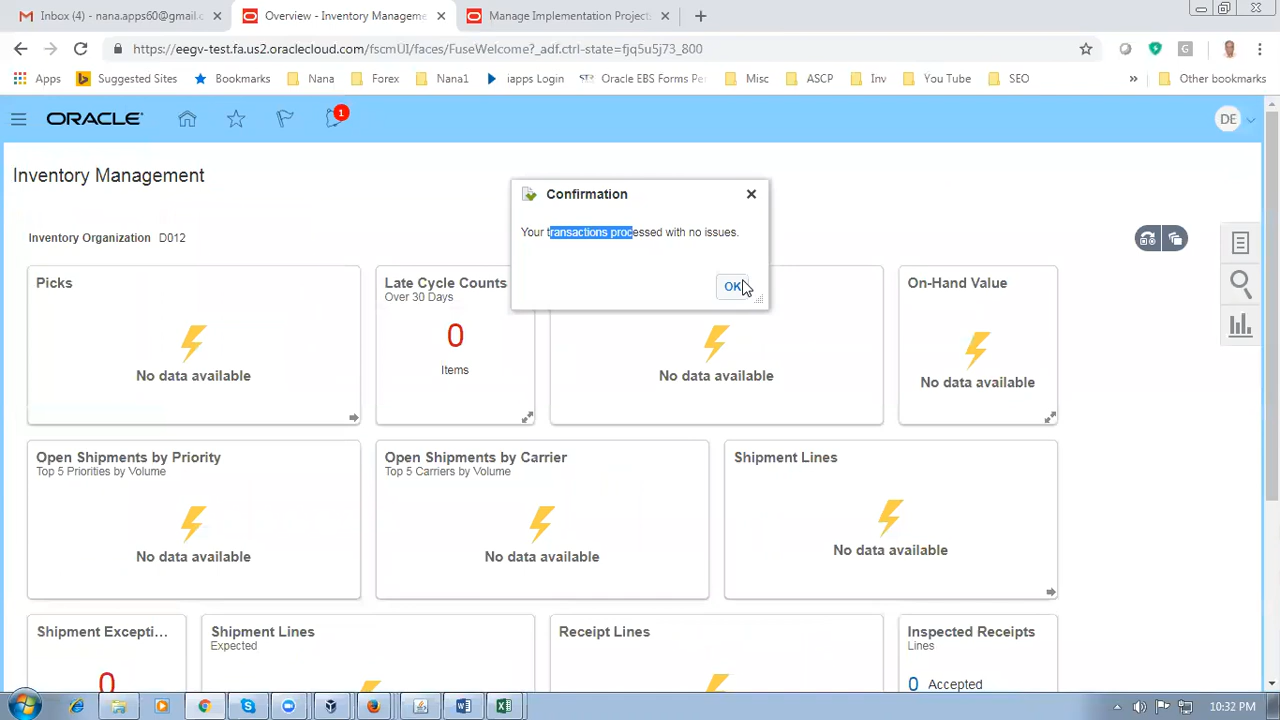 Inbox (4) - nana.apps60@gmail.c
Overview - Inventory Manageme
Manage Implementation Project
https://eegv-test.fa.us2.oraclecloud.com/fscmUI/faces/FuseWelcome?_adf.ctrl-state=fjq5u5j73_800
G
Apps
Suggested Sites
Bookmarks
Nana
Forex
Nana1
iapps Login
Oracle EBS Forms Pe
Misc
ASCP
Inv
You Tube
SEO
»
Other bookmarks
ORACLE
1
DE
Inventory Management
Confirmation
Your transactions processed with no issues.
OK
Inventory Organization D012
Picks
No data available
Late Cycle Counts
Over 30 Days
0
Items
No data available
On-Hand Value
No data available
Open Shipments by Priority
Top 5 Priorities by Volume
No data available
Open Shipments by Carrier
Top 5 Carriers by Volume
No data available
Shipment Lines
No data available
Shipment Excepti...
0
Shipment Lines
Expected
Receipt Lines
Inspected Receipts
Lines
0 Accepted
10:32 PM